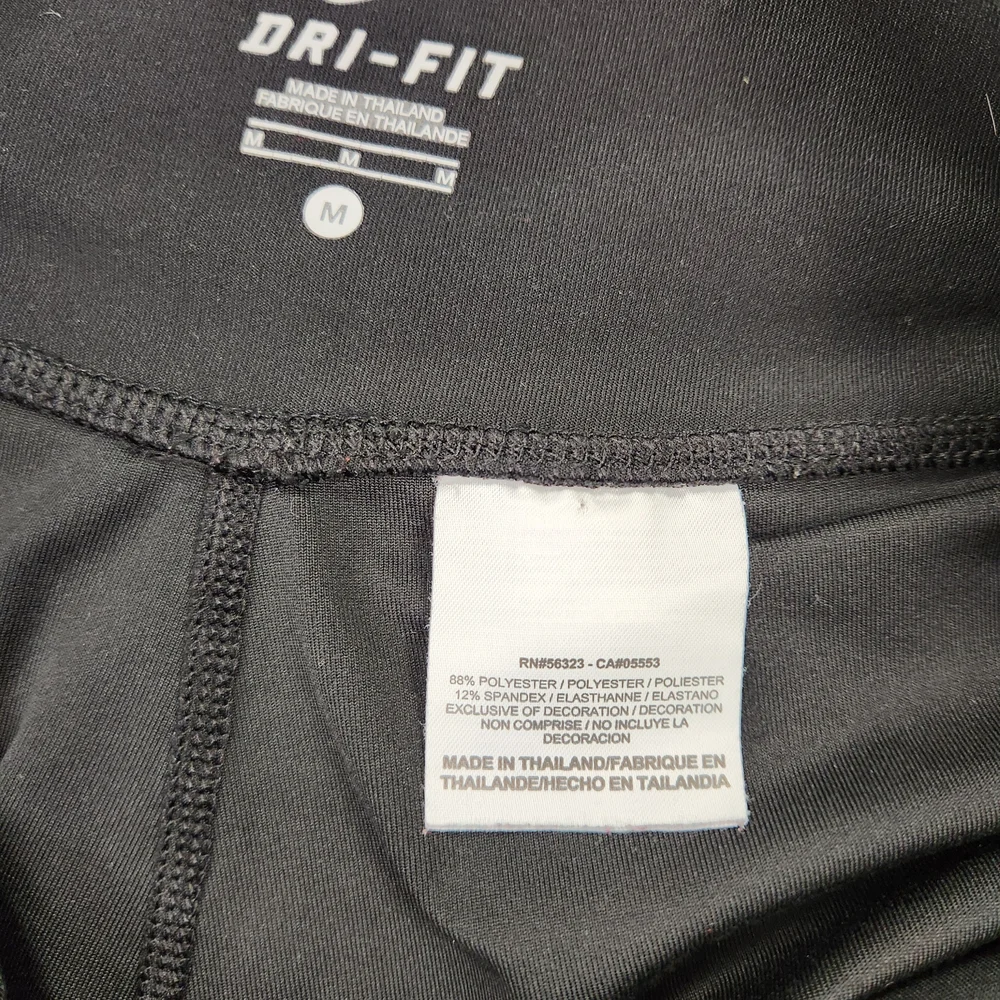 DRI-FIT
MADE IN THAILAND
FABRIQUE EN THAILANDE
M
M
M
M
RN#56323 - CA#05553
88% POLYESTER / POLYESTER / POLIESTER
12% SPANDEX / ELASTHANNE / ELASTANO
EXCLUSIVE OF DECORATION / DECORATION
NON COMPRISE / NO INCLUYE LA
DECORACION
MADE IN THAILAND/FABRIQUE EN
THAILANDE/HECHO EN TAILANDIA